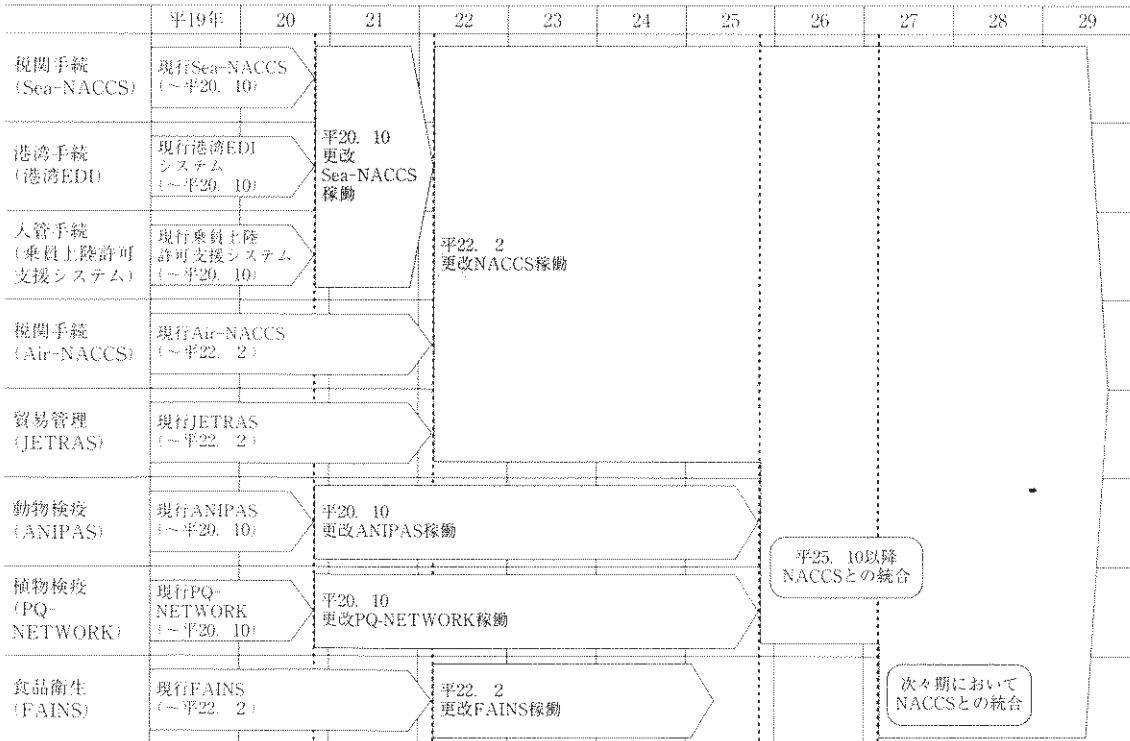 平19年 20 21 22 23 24 25 26 27 28 29
税関手続
(Sea-NACCS)
現行Sea-NACCS
(～平20. 10)
港湾手続
(港湾EDI)
現行港湾EDI
システム
(～平20. 10)
入管手続
(乗員上陸許可
支援システム)
現行乗員上陸
許可支援システム
(～平20. 10)
平20. 10
更改
Sea-NACCS
稼働
税関手続
(Air-NACCS)
現行Air-NACCS
(～平22. 2)
貿易管理
(JETRAS)
現行JETRAS
(～平22. 2)
平22. 2
更改NACCS稼働
動物検疫
(ANIPAS)
現行ANIPAS
(～平20. 10)
平20. 10
更改ANIPAS稼働
植物検疫
(PQ-
NETWORK)
現行PQ-
NETWORK
(～平20. 10)
平20. 10
更改PQ-NETWORK稼働
平25. 10以降
NACCSとの統合
食品衛生
(FAINS)
現行FAINS
(～平22. 2)
平22. 2
更改FAINS稼働
次々期において
NACCSとの統合